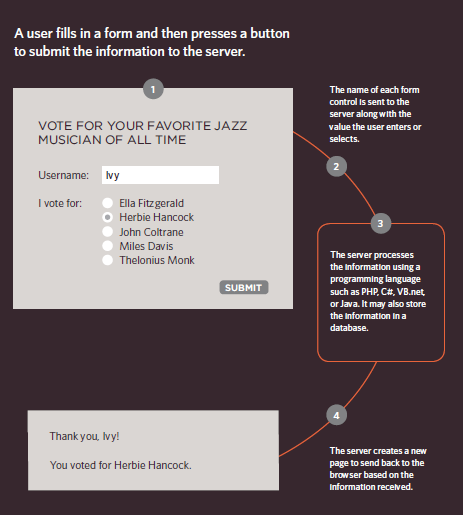 A user fills in a form and then presses a button
to submit the information to the server.
1
VOTE FOR YOUR FAVORITE JAZZ
MUSICIAN OF ALL TIME
Username: Ivy
I vote for: Ella Fitzgerald
Herbie Hancock
John Coltrane
Miles Davis
Thelonius Monk
SUBMIT
The name of each form
control is sent to the
server along with the
value the user enters or
selects.
2
3
The server processes
the information using a
programming language
such as PHP, C#, VB.net,
or Java. It may also store
the information in a
database.
4
Thank you, Ivy!
You voted for Herbie Hancock.
The server creates a new
page to send back to the
browser based on the
information received.